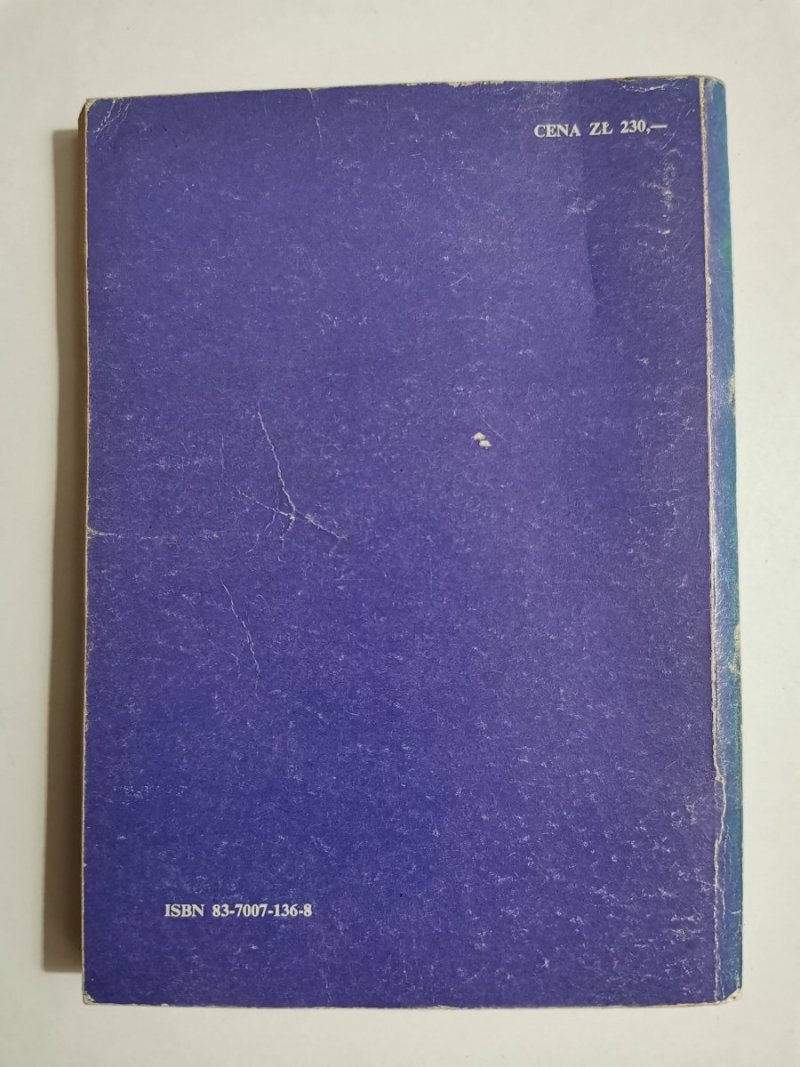 CENA ZŁ 230,—
ISBN 83-7007-136-8